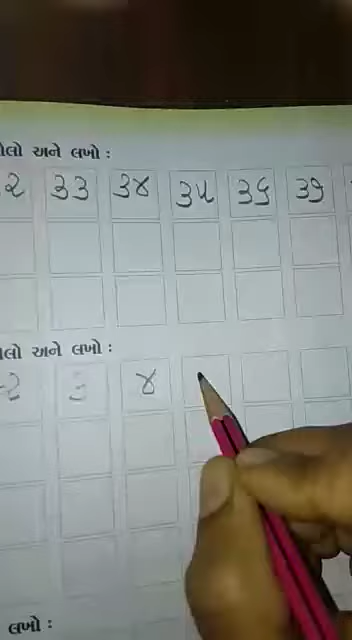 લો અને લખો :
૨ ૩૩ ૩૪ ૩૫ ૩૬ ૩૭
લો અને લખો :
૨ ૩ ૪
લખો :